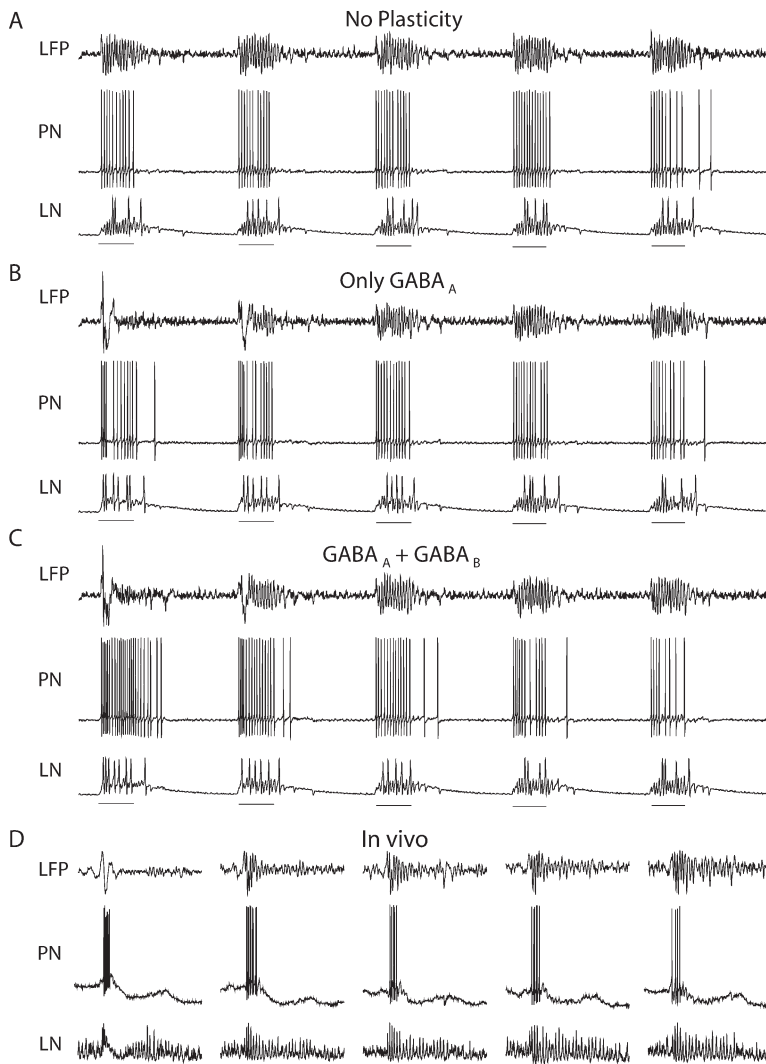 A No Plasticity
LFP
PN
LN
B Only GABA A
LFP
PN
LN
C GABA A + GABA B
LFP
PN
LN
D In vivo
LFP
PN
LN